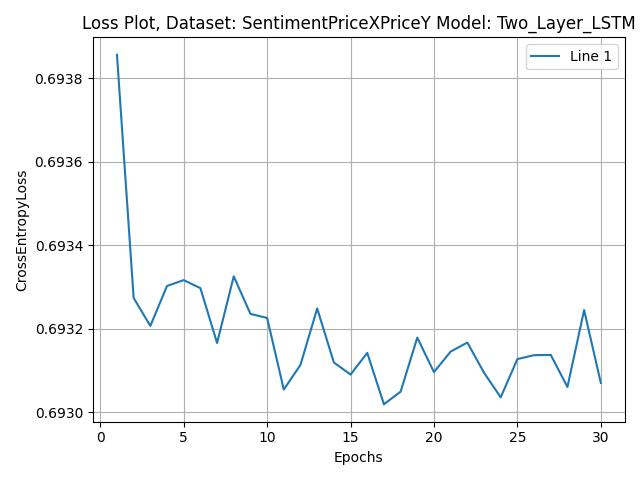 Loss Plot, Dataset: SentimentPriceXPriceY Model: Two_Layer_LSTM
Line 1
CrossEntropyLoss
0.6938
0.6936
0.6934
0.6932
0.6930
0 5 10 15 20 25 30
Epochs